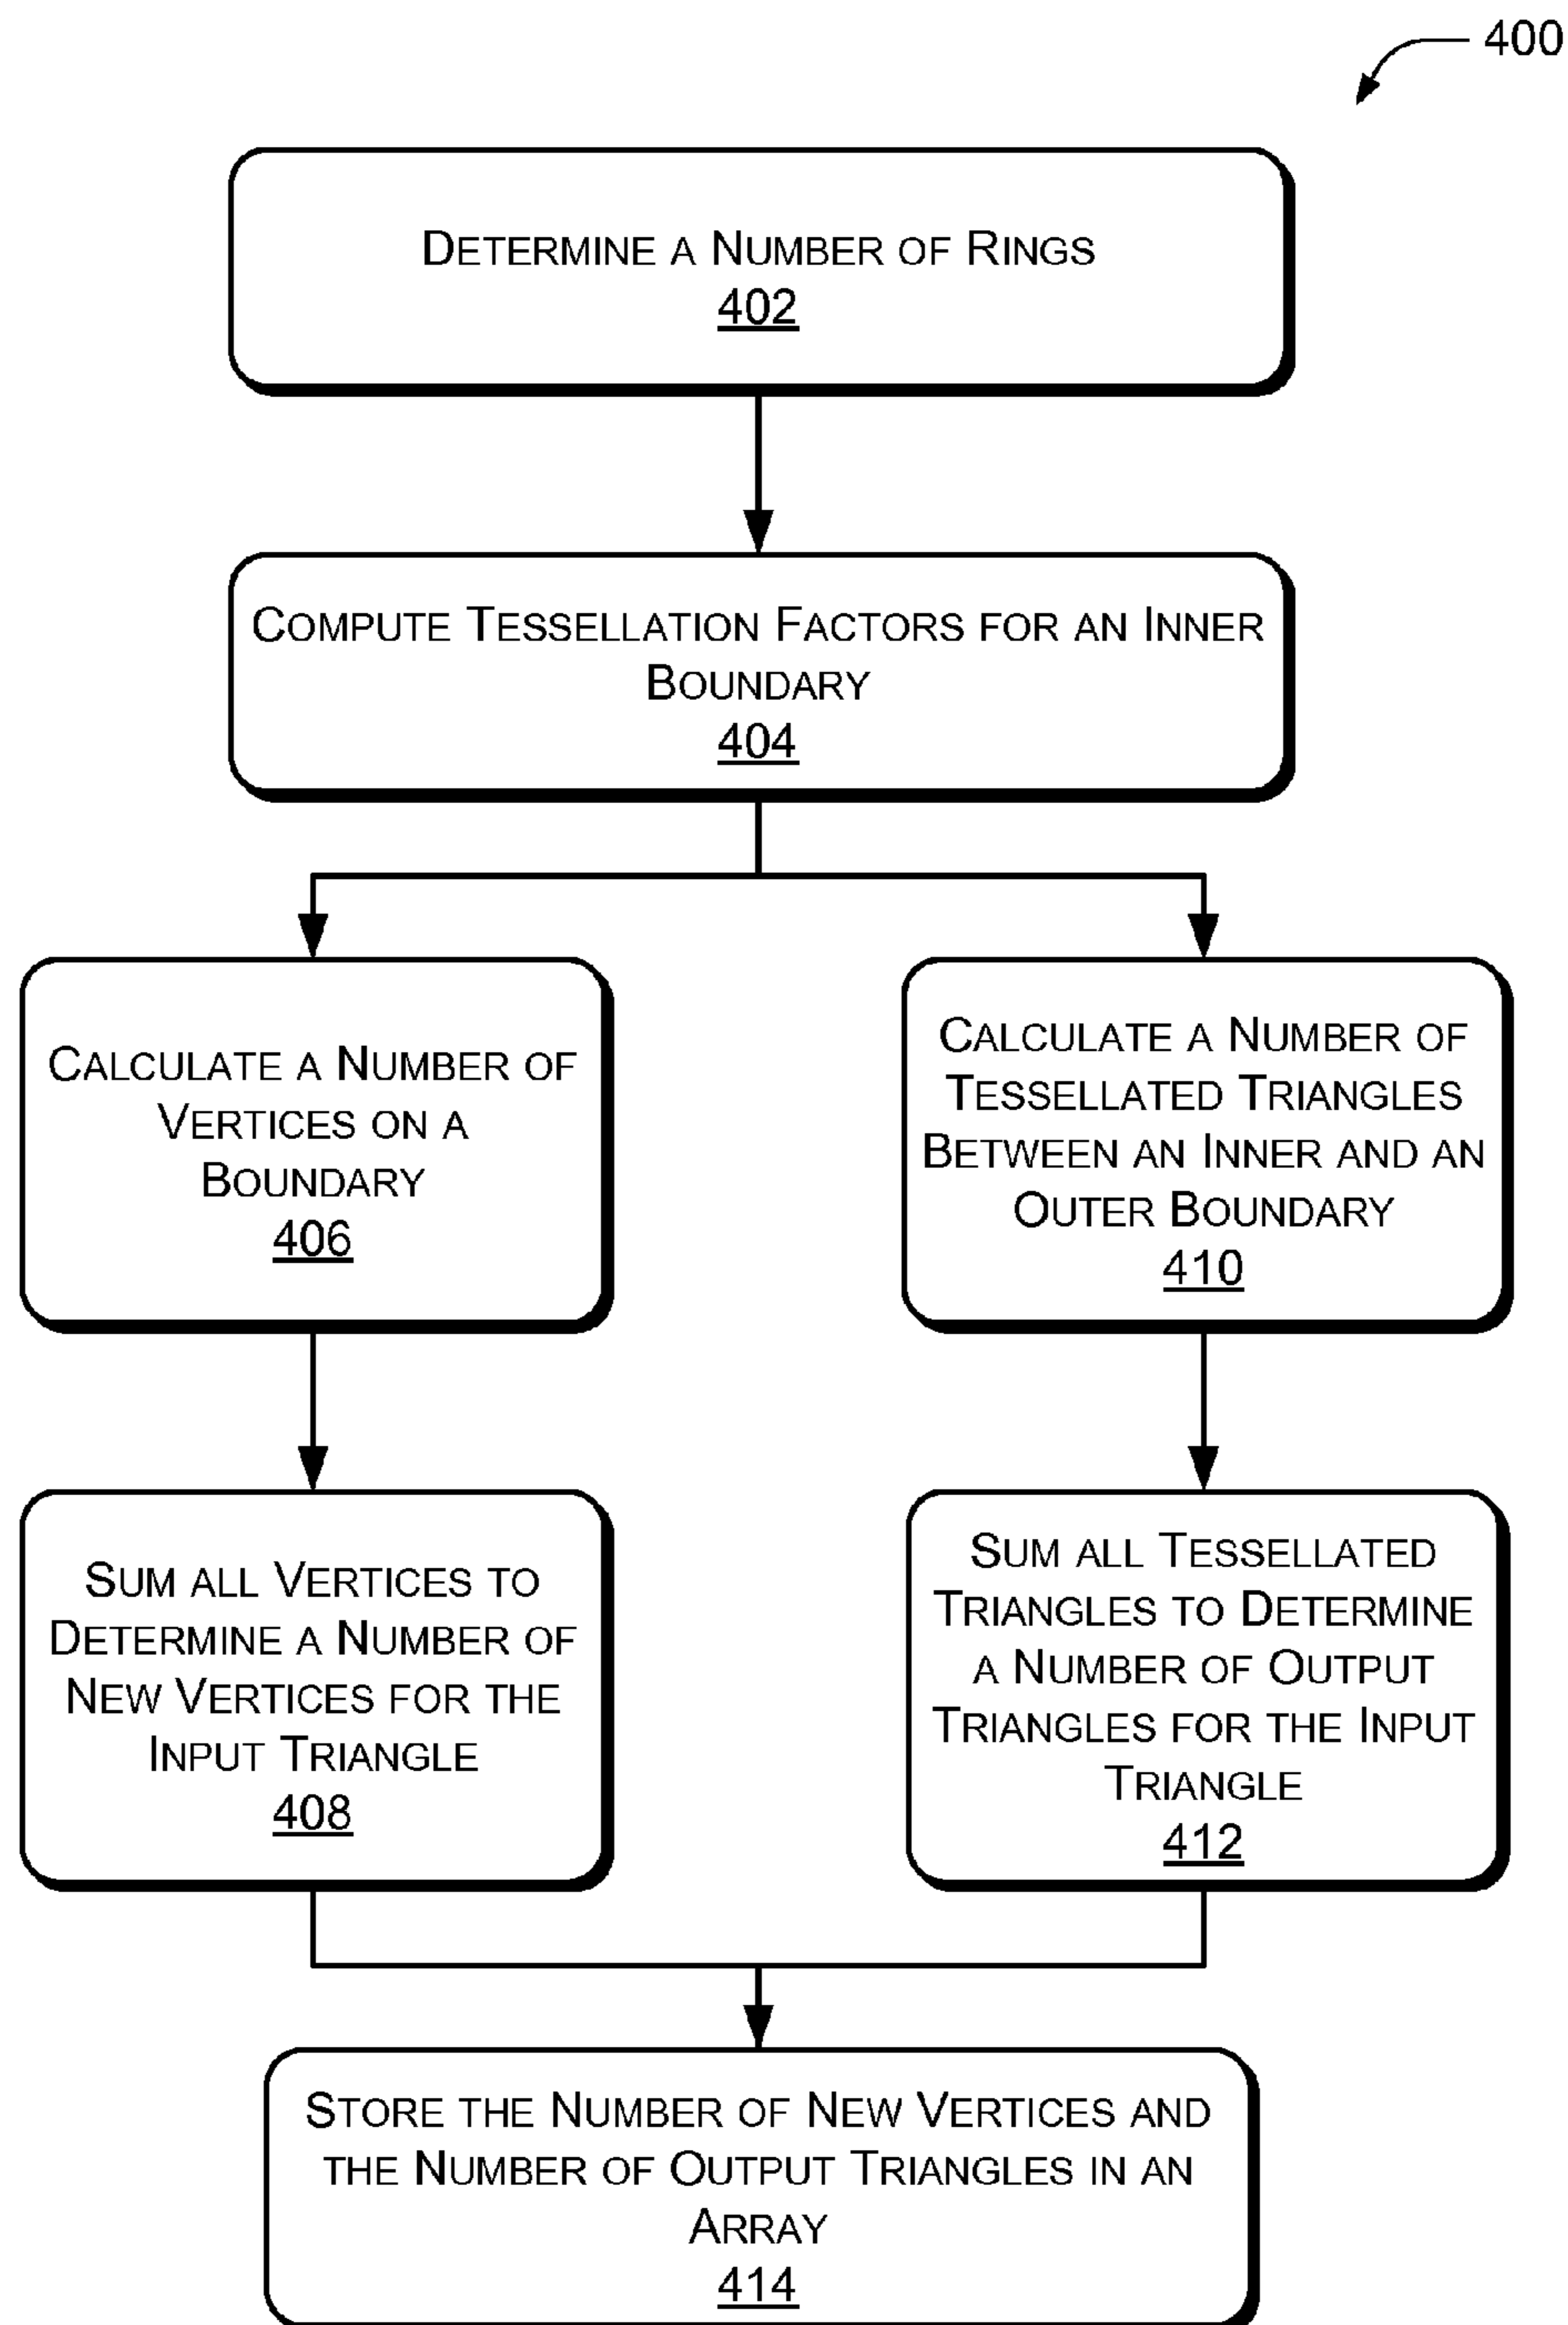 400
DETERMINE A NUMBER OF RINGS
402
COMPUTE TESSELLATION FACTORS FOR AN INNER
BOUNDARY
404
CALCULATE A NUMBER OF
VERTICES ON A
BOUNDARY
406
CALCULATE A NUMBER OF
TESSELLATED TRIANGLES
BETWEEN AN INNER AND AN
OUTER BOUNDARY
410
SUM ALL VERTICES TO
DETERMINE A NUMBER OF
NEW VERTICES FOR THE
INPUT TRIANGLE
408
SUM ALL TESSELLATED
TRIANGLES TO DETERMINE
A NUMBER OF OUTPUT
TRIANGLES FOR THE INPUT
TRIANGLE
412
STORE THE NUMBER OF NEW VERTICES AND
THE NUMBER OF OUTPUT TRIANGLES IN AN
ARRAY
414